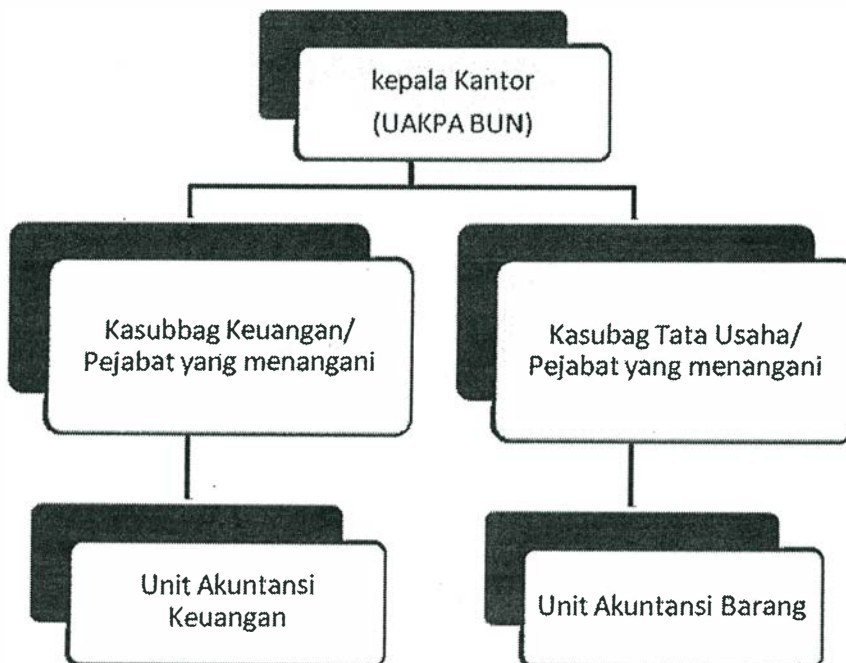 kepala Kantor
(UAKPA BUN)
Kasubbag Keuangan/
Pejabat yang menangani
Kasubag Tata Usaha/
Pejabat yang menangani
Unit Akuntansi
Keuangan
Unit Akuntansi Barang